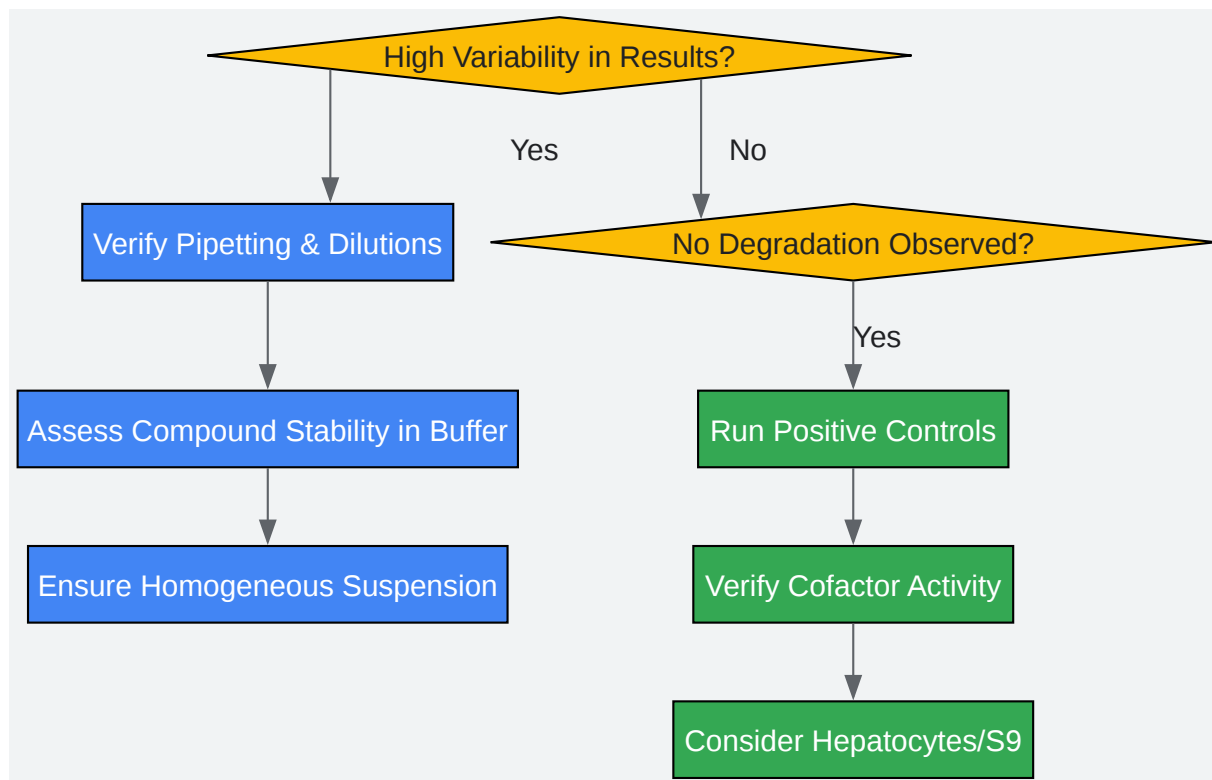 High Variability in Results?
Yes
No
Verify Pipetting & Dilutions
No Degradation Observed?
Yes
Assess Compound Stability in Buffer
Run Positive Controls
Ensure Homogeneous Suspension
Verify Cofactor Activity
Consider Hepatocytes/S9